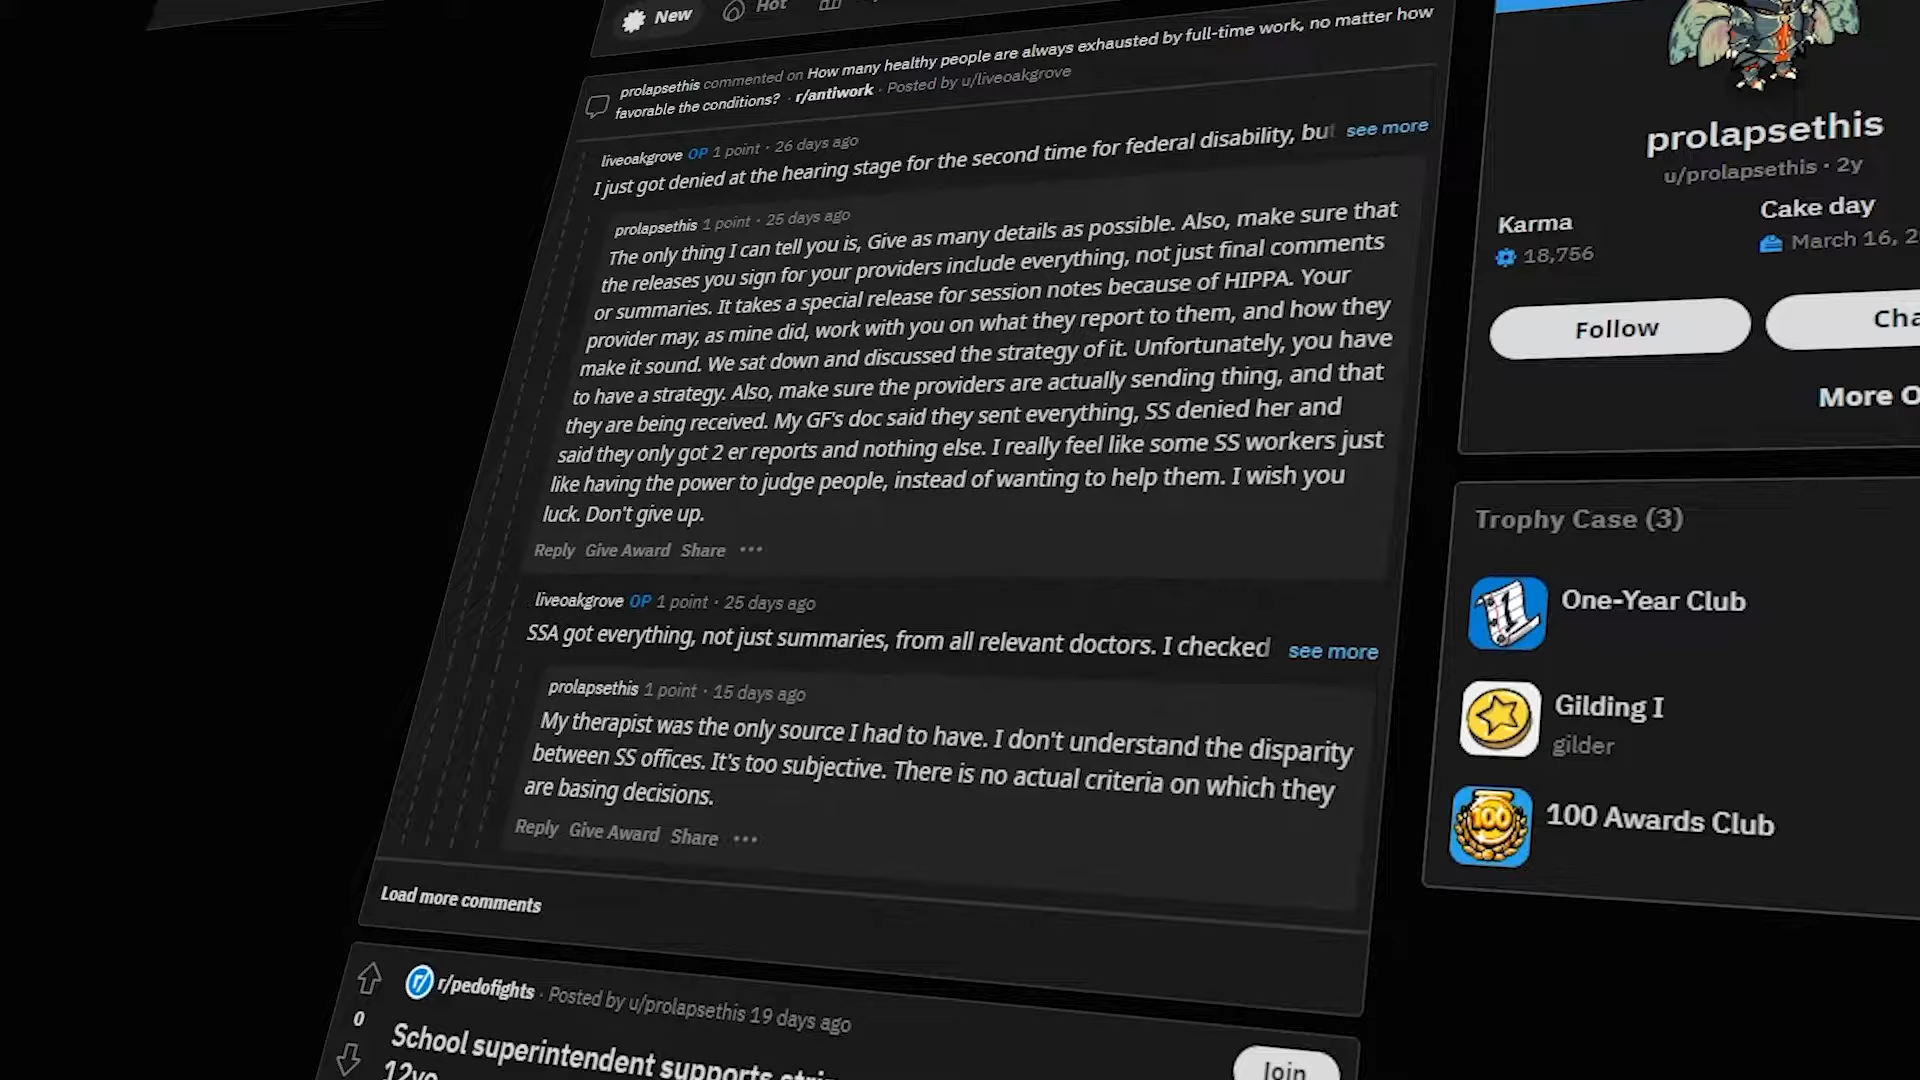 New
Hot
prolapsethis commented on How many healthy people are always exhausted by full-time work, no matter how
favorable the conditions? · r/antiwork · Posted by u/liveoakgrove
liveoakgrove OP 1 point · 26 days ago
I just got denied at the hearing stage for the second time for federal disability, but see more
prolapsethis 1 point · 25 days ago
The only thing I can tell you is, Give as many details as possible. Also, make sure that
the releases you sign for your providers include everything, not just final comments
or summaries. It takes a special release for session notes because of HIPPA. Your
provider may, as mine did, work with you on what they report to them, and how they
make it sound. We sat down and discussed the strategy of it. Unfortunately, you have
to have a strategy. Also, make sure the providers are actually sending thing, and that
they are being received. My GF's doc said they sent everything, SS denied her and
said they only got 2 er reports and nothing else. I really feel like some SS workers just
like having the power to judge people, instead of wanting to help them. I wish you
luck. Don't give up.
Reply Give Award Share ···
liveoakgrove OP 1 point · 25 days ago
SSA got everything, not just summaries, from all relevant doctors. I checked see more
prolapsethis 1 point · 15 days ago
My therapist was the only source I had to have. I don't understand the disparity
between SS offices. It's too subjective. There is no actual criteria on which they
are basing decisions.
Reply Give Award Share ···
Load more comments
r/pedofights · Posted by u/prolapsethis 19 days ago
0
School superintendent supports
12yo
Join
prolapsethis
u/prolapsethis · 2y
Karma
18,756
Cake day
March 16, 2
Follow
Cha
More O
Trophy Case (3)
One-Year Club
Gilding I
gilder
100 Awards Club
100